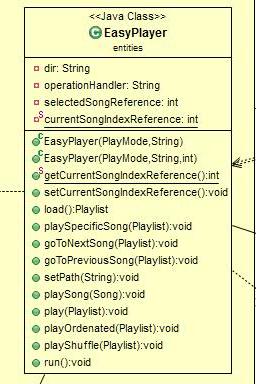 <<Java Class>>
EasyPlayer
entities
dir: String
operationHandler: String
selectedSongReference: int
currentSongIndexReference: int
EasyPlayer(PlayMode,String)
EasyPlayer(PlayMode,String,int)
getCurrentSongIndexReference():int
setCurrentSongIndexReference():void
load():Playlist
playSpecificSong(Playlist):void
goToNextSong(Playlist):void
goToPreviousSong(Playlist):void
setPath(String):void
playSong(Song):void
play(Playlist):void
playOrdenated(Playlist):void
playShuffle(Playlist):void
run():void